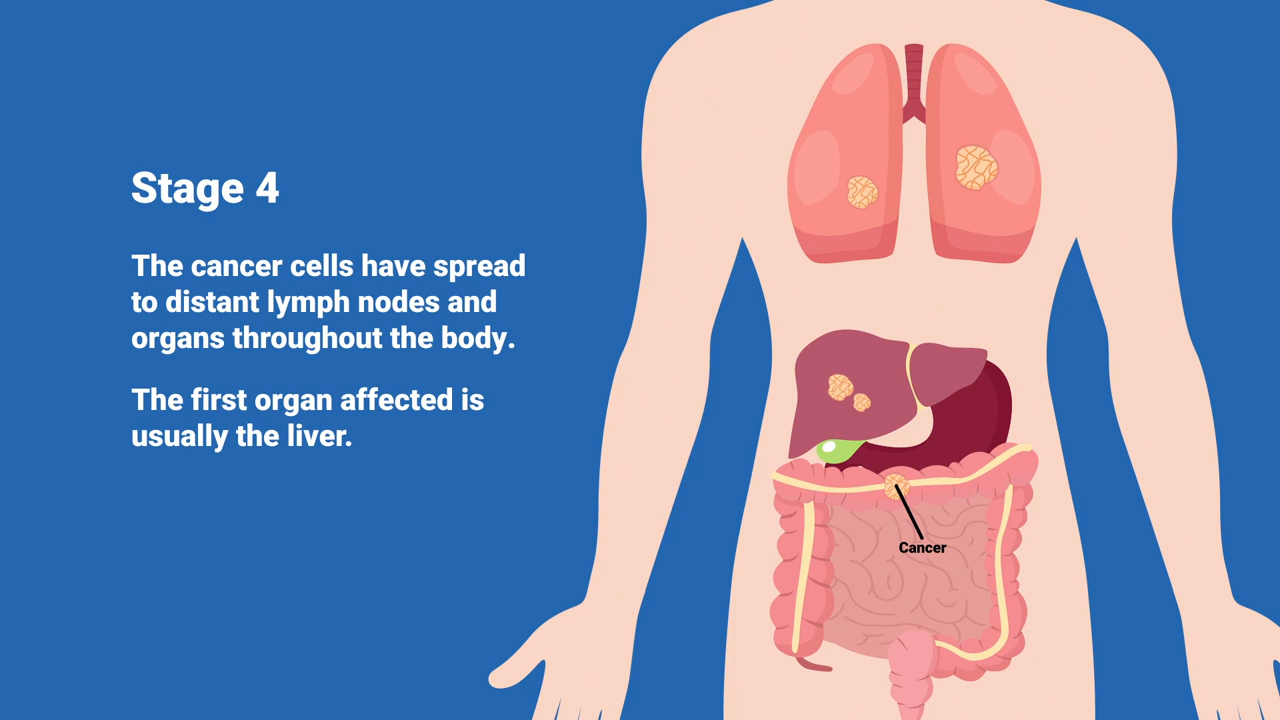 Stage 4
The cancer cells have spread
to distant lymph nodes and
organs throughout the body.
The first organ affected is
usually the liver.
Cancer